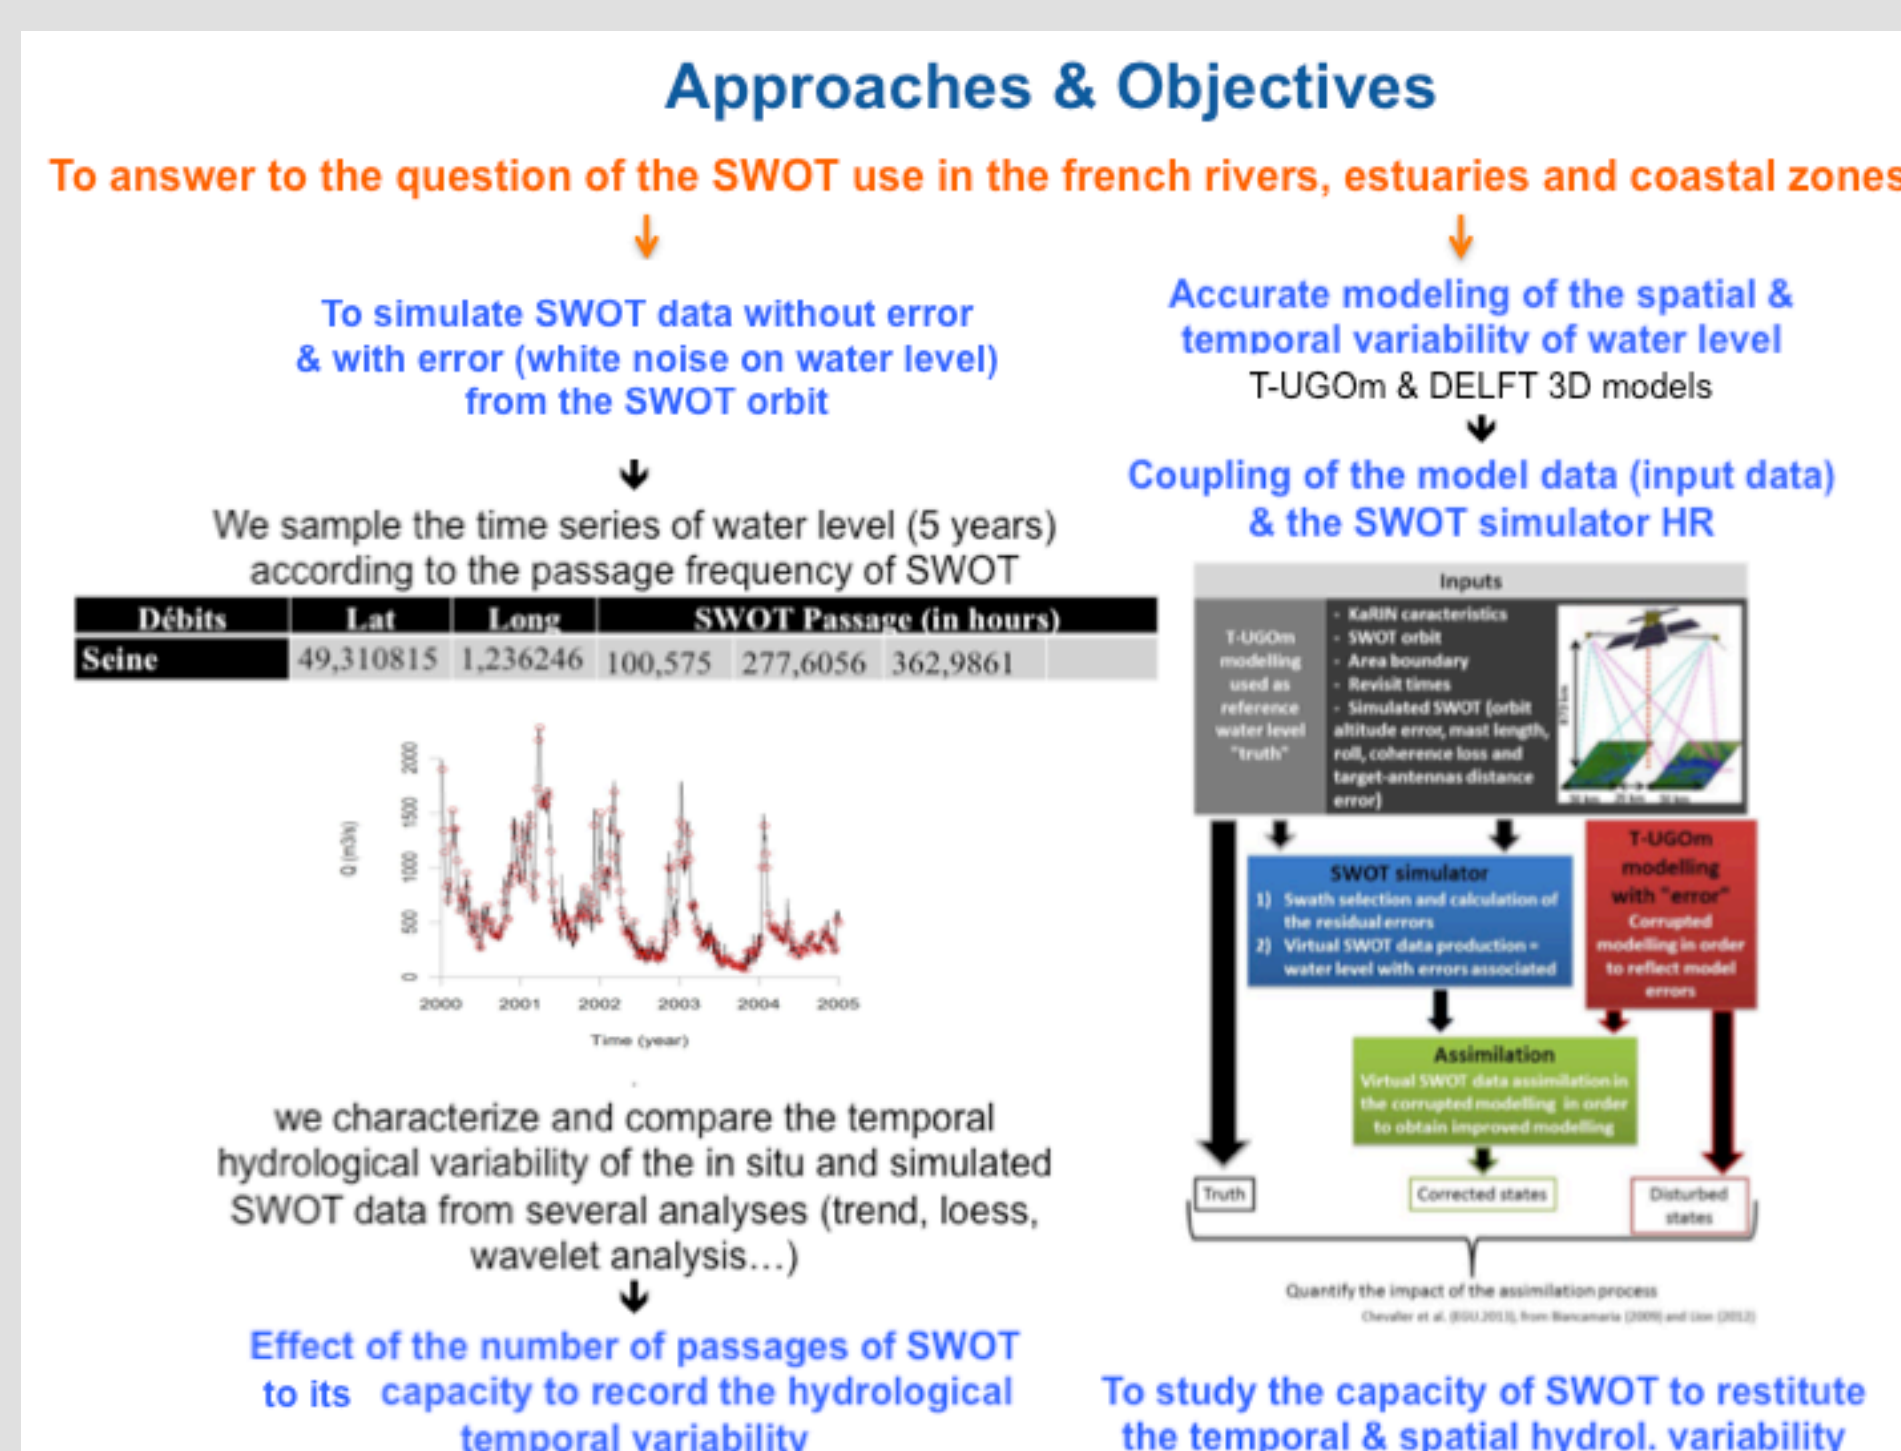 Approaches & Objectives
To answer to the question of the SWOT use in the french rivers, estuaries and coastal zones
To simulate SWOT data without error
& with error (white noise on water level)
from the SWOT orbit
We sample the time series of water level (5 years)
according to the passage frequency of SWOT
Débits Lat Long SWOT Passage (in hours)
Seine 49,310815 1,236246 100,575 277,6056 362,9861
Q (m3/s)
2000
1500
1000
500
0
2000 2001 2002 2003 2004 2005
Time (year)
we characterize and compare the temporal
hydrological variability of the in situ and simulated
SWOT data from several analyses (trend, loess,
wavelet analysis...)
Effect of the number of passages of SWOT
to its capacity to record the hydrological
temporal variability
Accurate modeling of the spatial &
temporal variability of water level
T-UGOm & DELFT 3D models
Coupling of the model data (input data)
& the SWOT simulator HR
Inputs
T-UGOm
modelling
used as
reference
water level
"truth"
- KaRIN caracteristics
- SWOT orbit
- Area boundary
- Revisit times
- Simulated SWOT (orbit
altitude error, mast length,
roll, coherence loss and
target-antennas distance
error)
SWOT simulator
1) Swath selection and calculation of
the residual errors
2) Virtual SWOT data production =
water level with errors associated
T-UGOm
modelling
with "error"
Corrupted
modelling in order
to reflect model
errors
Assimilation
Virtual SWOT data assimilation in
the corrupted modelling in order
to obtain improved modelling
Truth
Corrected states
Disturbed
states
Quantify the impact of the assimilation process
Chevalier et al. (EGU.2013), from Biancamaria (2009) and Lion (2012)
To study the capacity of SWOT to restitute
the temporal & spatial hydrol. variability